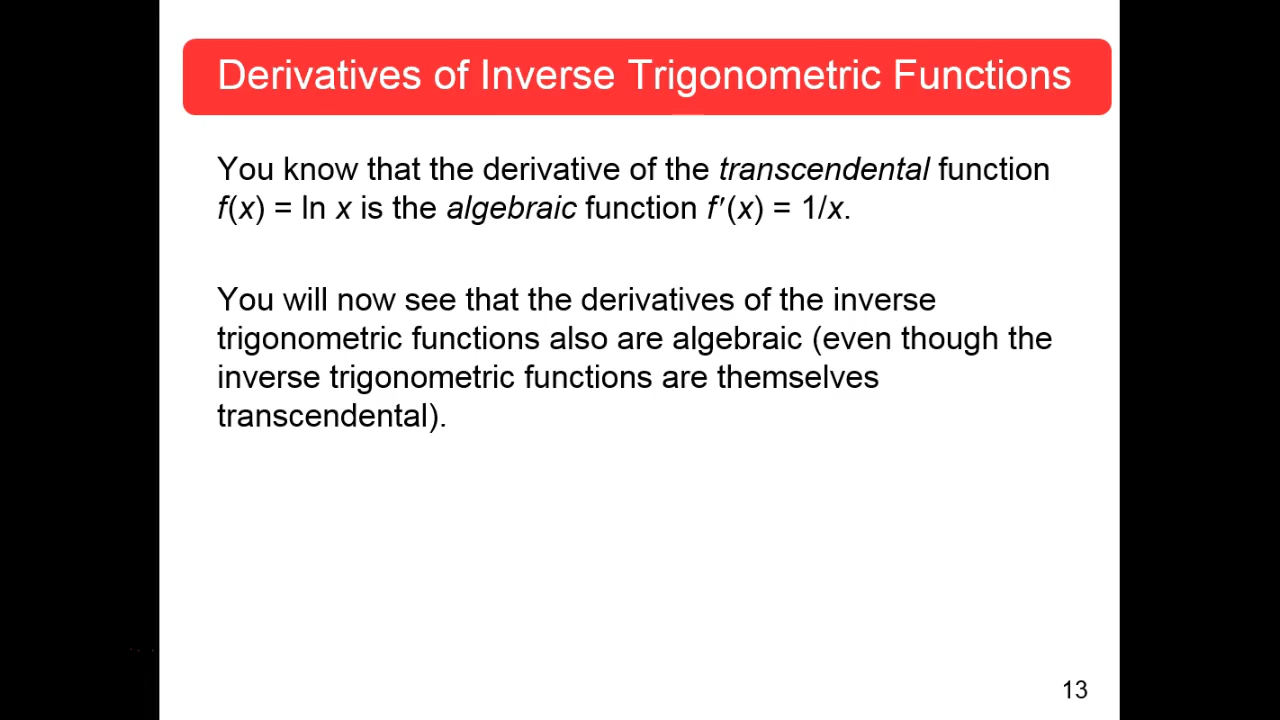 Derivatives of Inverse Trigonometric Functions
You know that the derivative of the transcendental function
f(x) = ln x is the algebraic function f′(x) = 1/x.
You will now see that the derivatives of the inverse
trigonometric functions also are algebraic (even though the
inverse trigonometric functions are themselves
transcendental).
13